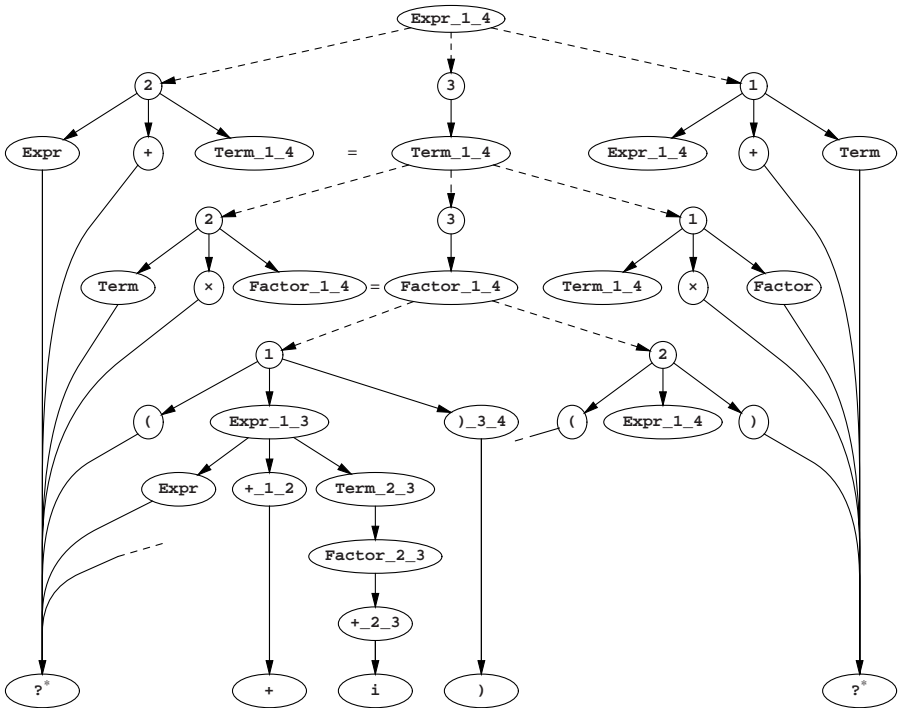 Expr_1_4
2 3 1
Expr + Term_1_4 = Term_1_4 Expr_1_4 + Term
2 3 1
Term × Factor_1_4 = Factor_1_4 Term_1_4 × Factor
1 2
( Expr_1_3 )_3_4 ( Expr_1_4 )
Expr +_1_2 Term_2_3
Factor_2_3
+_2_3
?* + i ) ?*